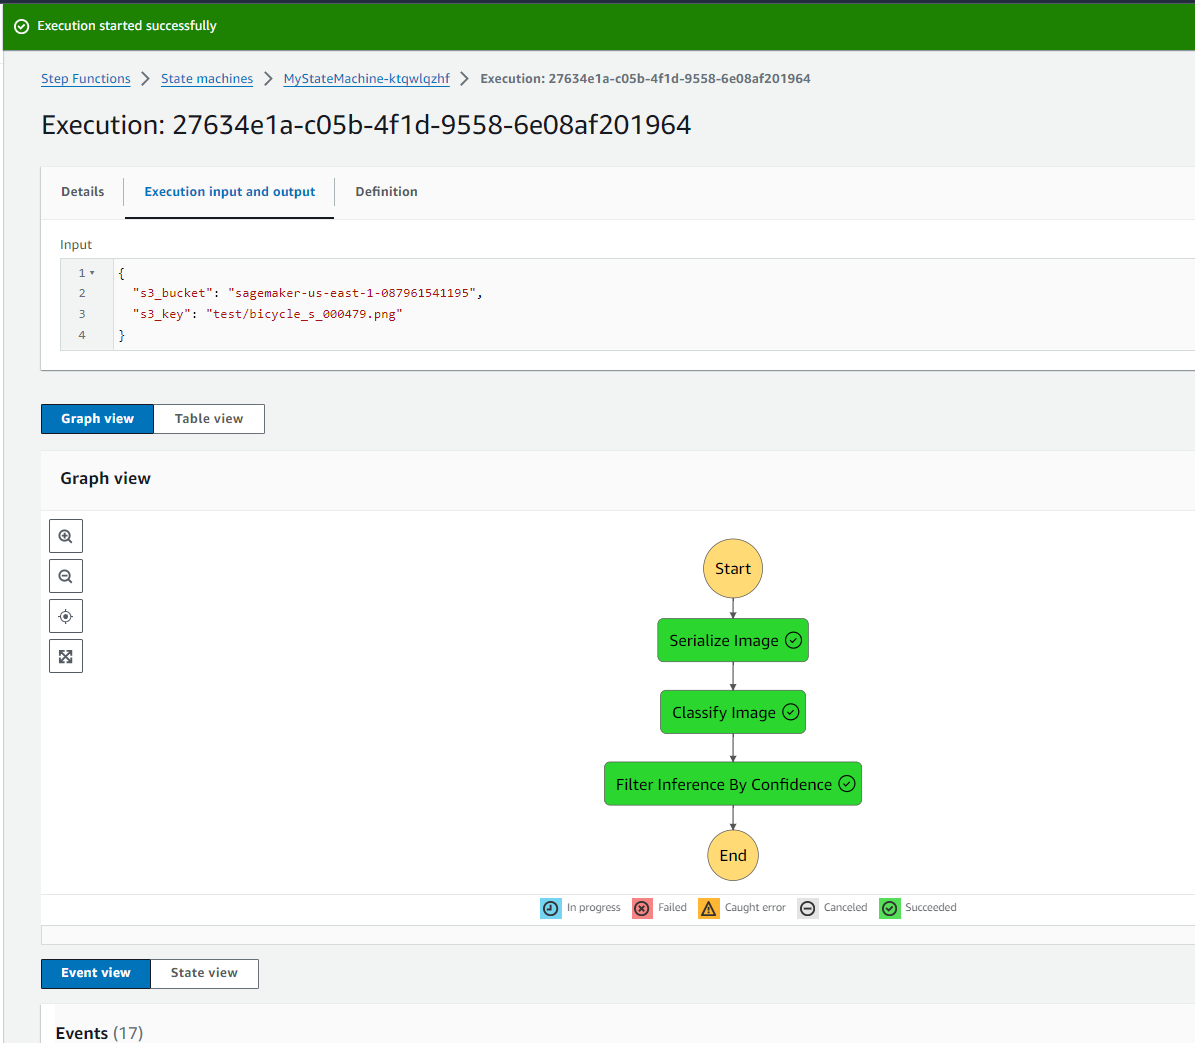 Execution started successfully
Step Functions > State machines > MyStateMachine-ktqwlqzhf > Execution: 27634e1a-c05b-4f1d-9558-6e08af201964
Execution: 27634e1a-c05b-4f1d-9558-6e08af201964
Details Execution input and output Definition
Input
1 {
2 "s3_bucket": "sagemaker-us-east-1-087961541195",
3 "s3_key": "test/bicycle_s_000479.png"
4 }
Graph view Table view
Graph view
Start
Serialize Image
Classify Image
Filter Inference By Confidence
End
In progress Failed Caught error Canceled Succeeded
Event view State view
Events (17)